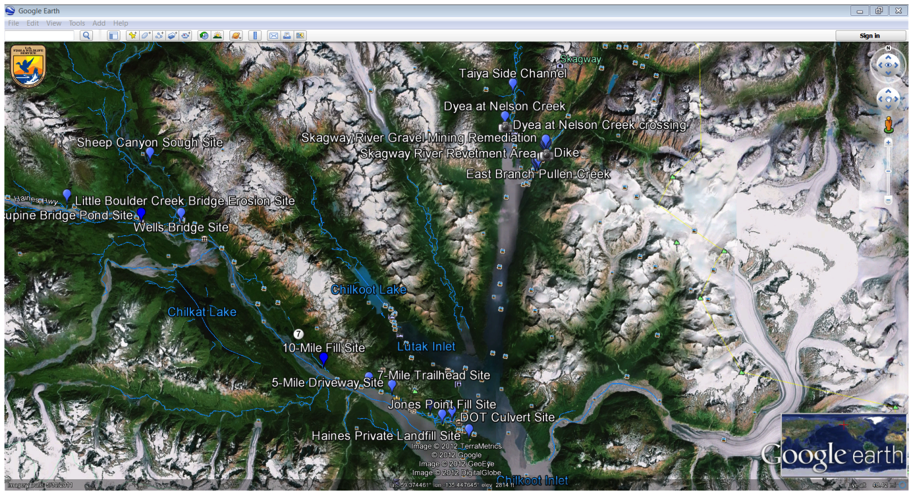 Google Earth
File Edit View Tools Add Help
Sign in
U.S.
FISH & WILDLIFE
SERVICE
Skagway
Taiya Side Channel
Dyea at Nelson Creek
Dyea at Nelson Creek crossing
Skagway River Gravel Mining Remediation
Sheep Canyon Sough Site
Skagway River Revetment Area
Dike
East Branch Pullen Creek
Haines Hwy
Little Boulder Creek Bridge Erosion Site
upine Bridge Pond Site
Wells Bridge Site
Chilkoot Lake
Chilkat Lake
7
Lutak Inlet
10-Mile Fill Site
7-Mile Trailhead Site
5-Mile Driveway Site
Jones Point Fill Site
DOT Culvert Site
Haines Private Landfill Site
Image © 2012 TerraMetrics
© 2012 Google
Image © 2012 GeoEye
Image © 2012 DigitalGlobe
Google earth
Chilkoot Inlet